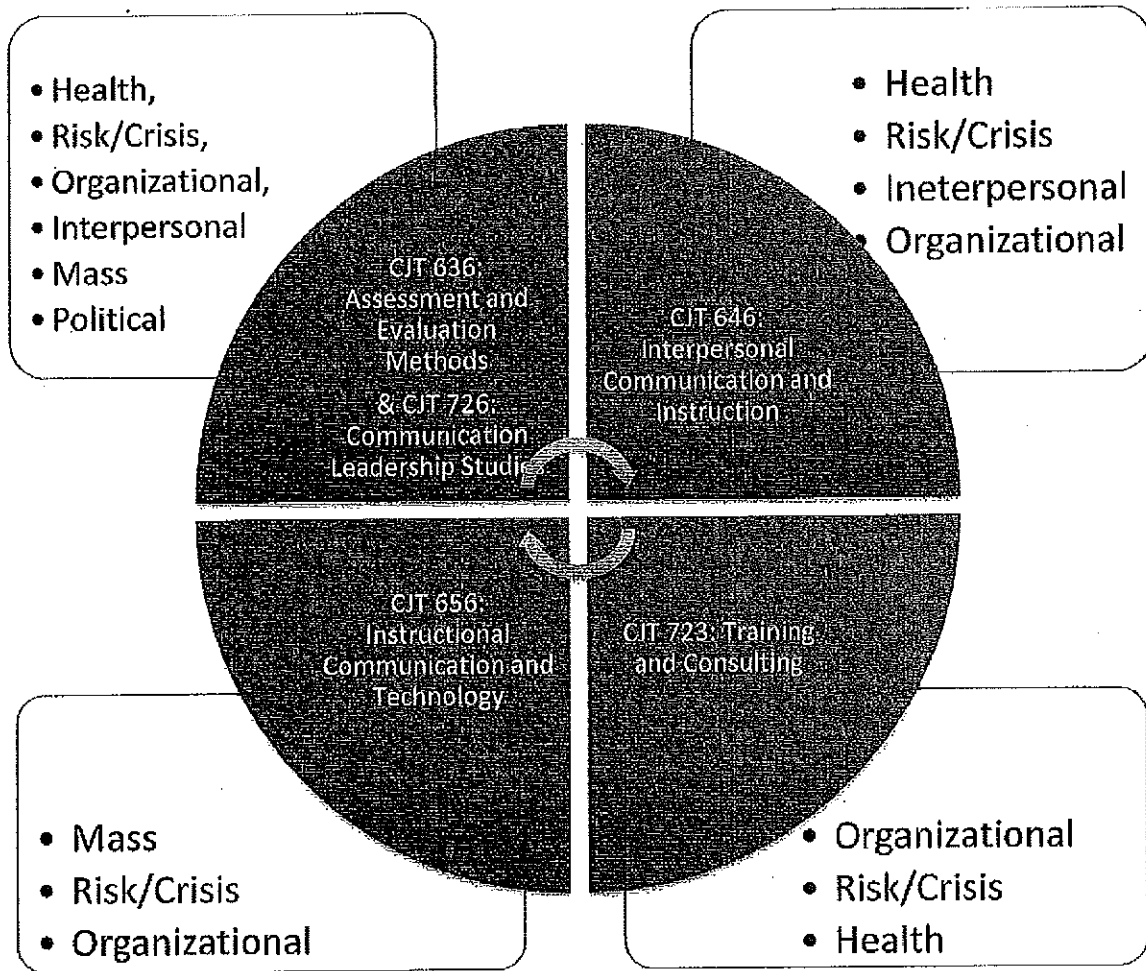 • Health,
• Risk/Crisis,
• Organizational,
• Interpersonal
• Mass
• Political
• Health
• Risk/Crisis
• Ineterpersonal
• Organizational
CJT 636:
Assessment and
Evaluation
Methods
& CJT 726:
Communication
Leadership Studies
CJT 646:
Interpersonal
Communication and
Instruction
CJT 656:
Instructional
Communication and
Technology
CJT 723: Training
and Consulting
• Mass
• Risk/Crisis
• Organizational
• Organizational
• Risk/Crisis
• Health